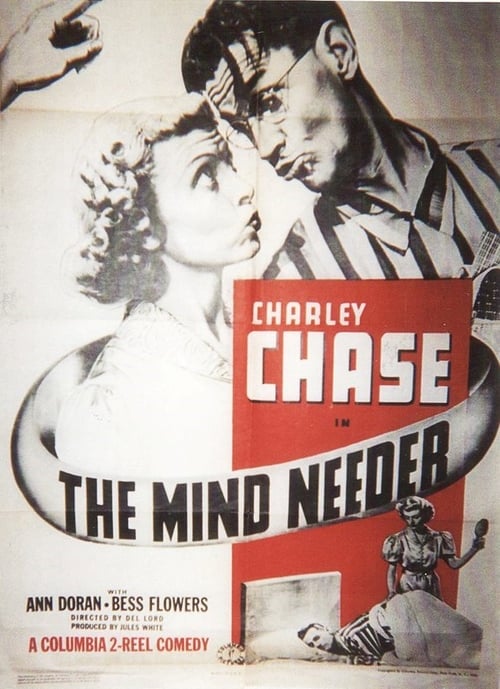 CHARLEY
CHASE
IN
THE MIND NEEDER
WITH
ANN DORAN • BESS FLOWERS
DIRECTED BY DEL LORD
PRODUCED BY JULES WHITE
A COLUMBIA 2-REEL COMEDY